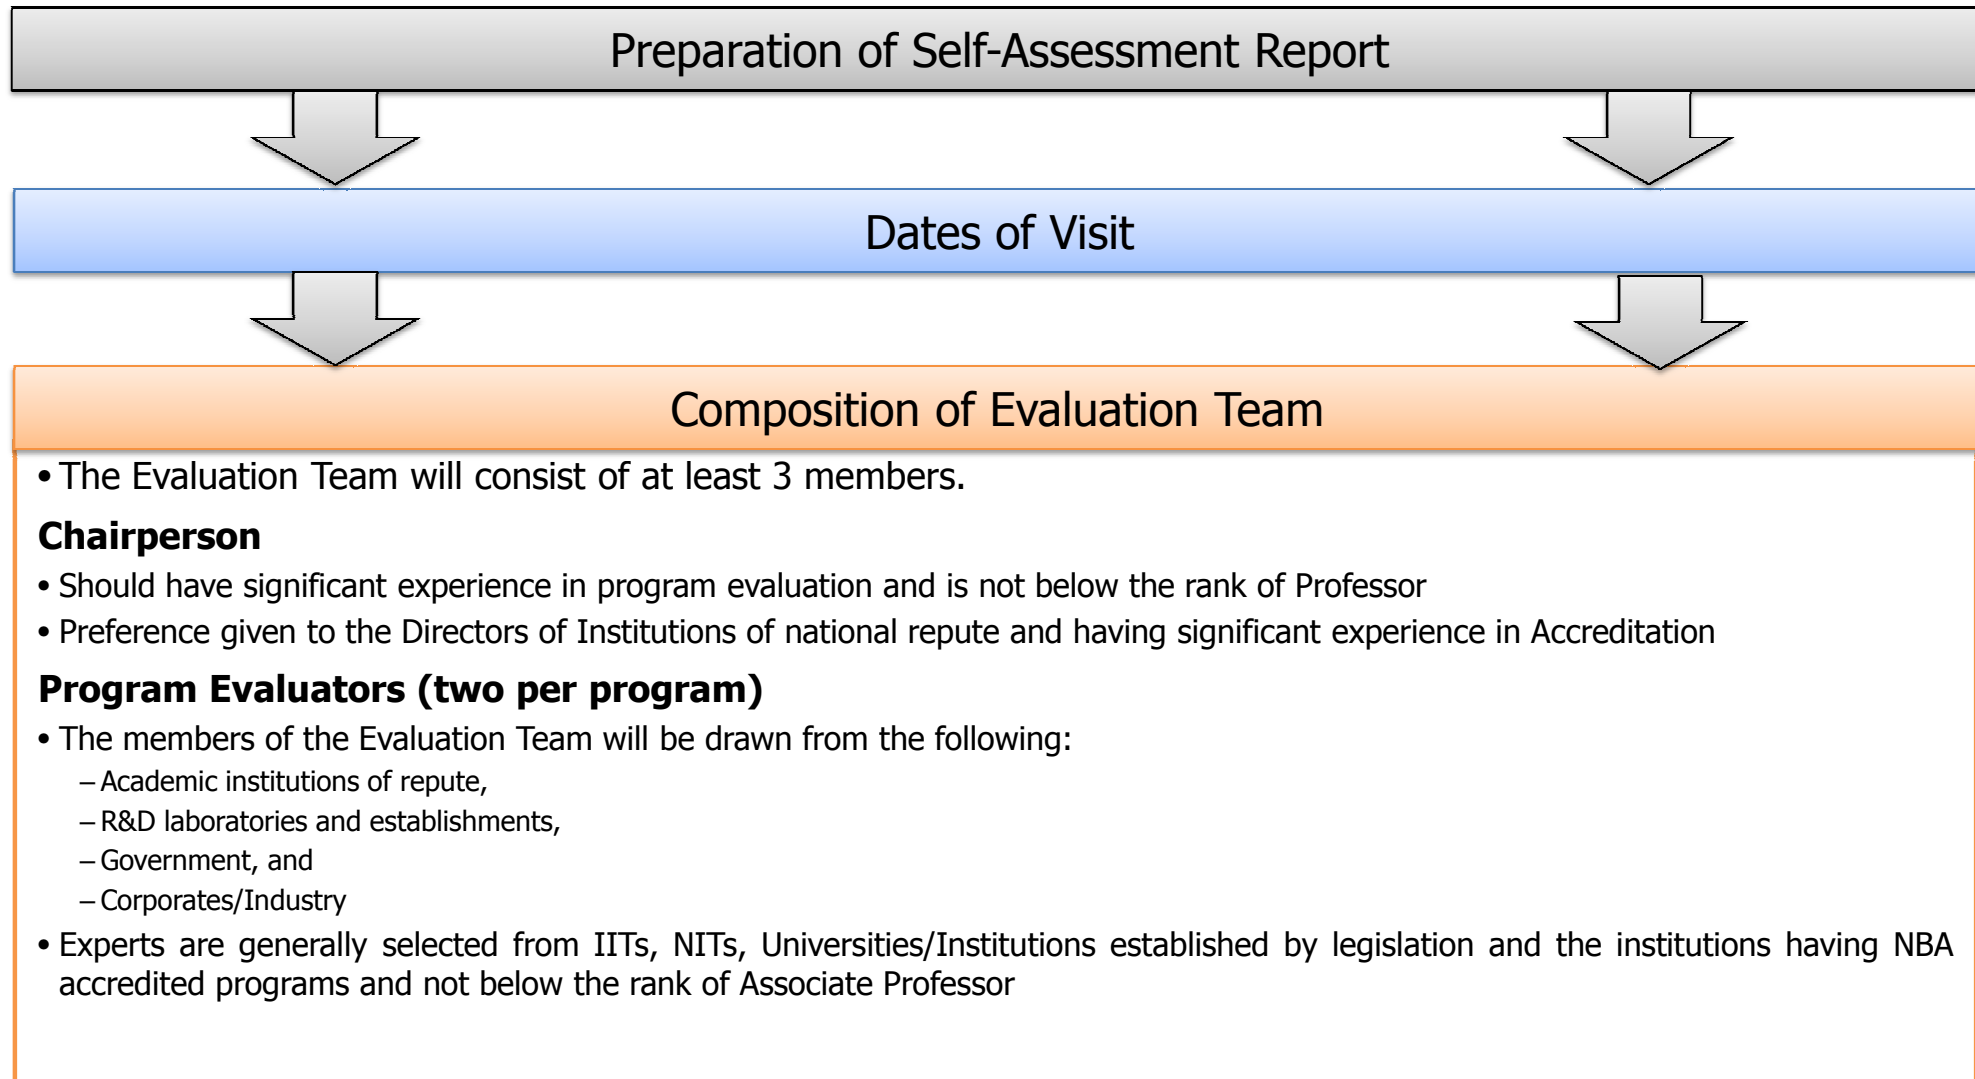 Preparation of Self-Assessment Report
Dates of Visit
Composition of Evaluation Team
• The Evaluation Team will consist of at least 3 members.
Chairperson
• Should have significant experience in program evaluation and is not below the rank of Professor
• Preference given to the Directors of Institutions of national repute and having significant experience in Accreditation
Program Evaluators (two per program)
• The members of the Evaluation Team will be drawn from the following:
– Academic institutions of repute,
– R&D laboratories and establishments,
– Government, and
– Corporates/Industry
• Experts are generally selected from IITs, NITs, Universities/Institutions established by legislation and the institutions having NBA
accredited programs and not below the rank of Associate Professor